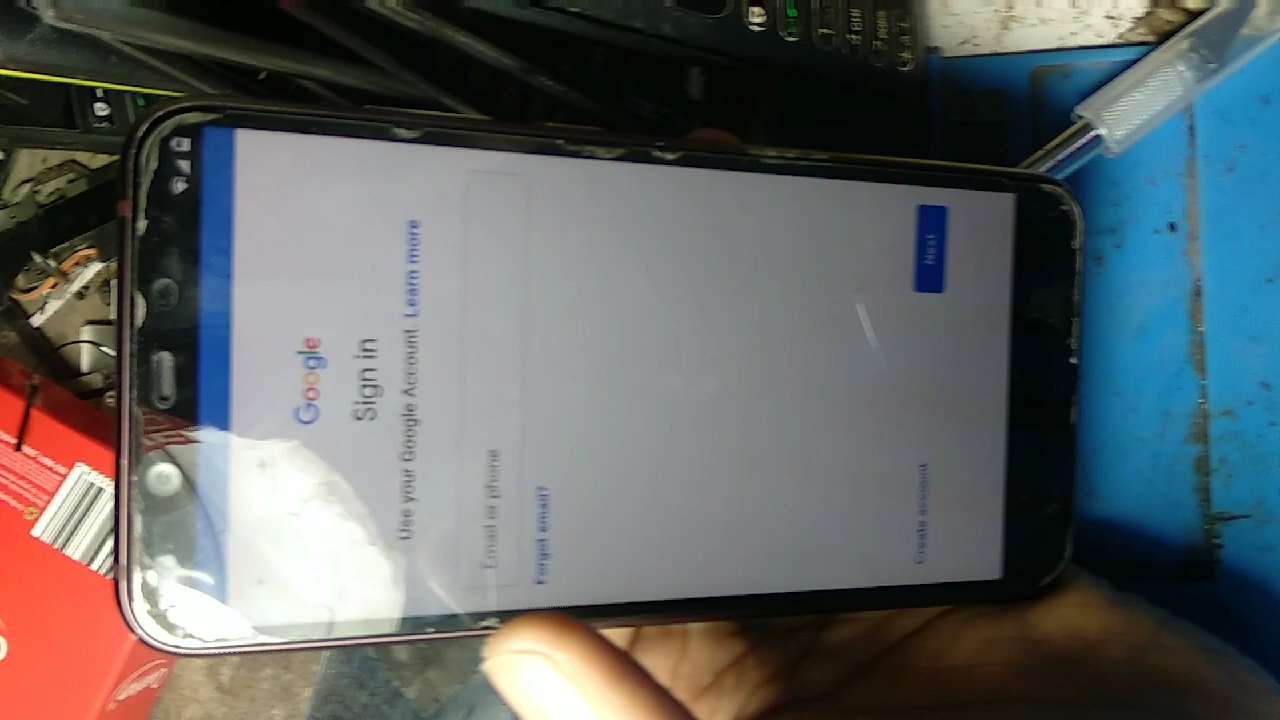 Google
Sign in
Use your Google Account. Learn more
Email or phone
Forgot email?
Create account
Next